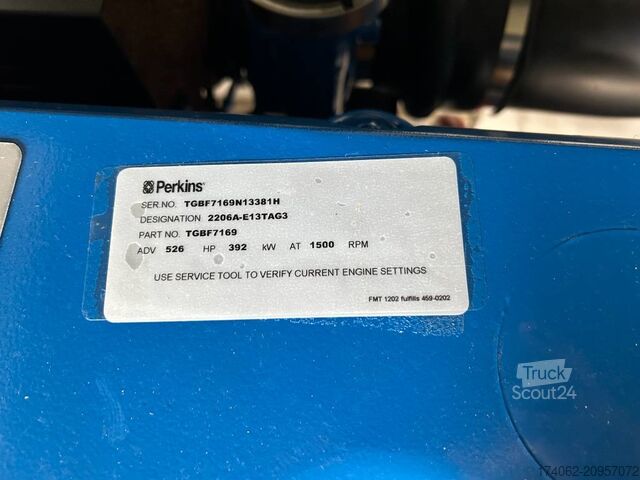 Perkins
SER NO. TGBF7169N13381H
DESIGNATION 2206A-E13TAG3
PART NO. TGBF7169
ADV 526 HP 392 kW AT 1500 RPM
USE SERVICE TOOL TO VERIFY CURRENT ENGINE SETTINGS
FMT 1202 fulfills 459-0202
Truck
Scout24
174062-20957072